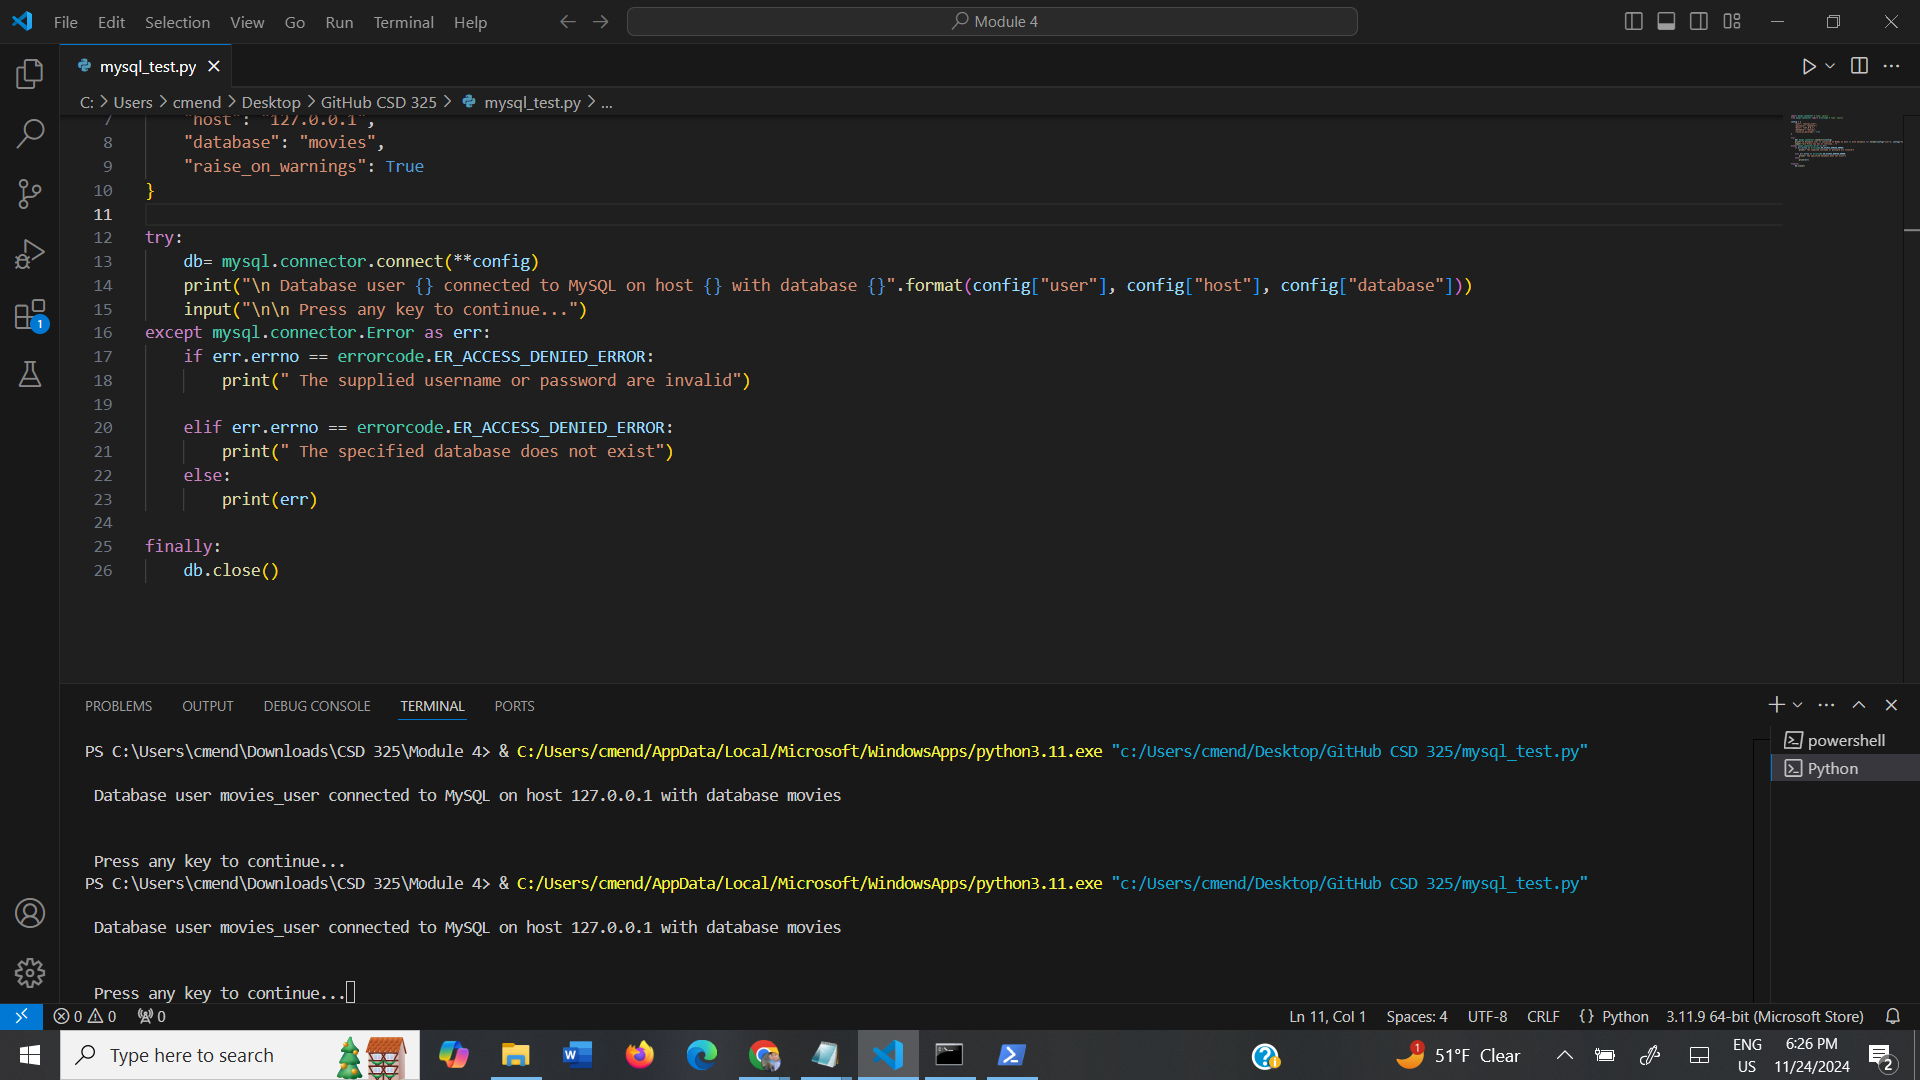 File Edit Selection View Go Run Terminal Help
Module 4
mysql_test.py
C: > Users > cmend > Desktop > GitHub CSD 325 > mysql_test.py > ...
7 "host": "127.0.0.1",
8 "database": "movies",
9 "raise_on_warnings": True
10 }
11
12 try:
13 db= mysql.connector.connect(**config)
14 print("\n Database user {} connected to MySQL on host {} with database {}".format(config["user"], config["host"], config["database"]))
15 input("\n\n Press any key to continue...")
16 except mysql.connector.Error as err:
17 if err.errno == errorcode.ER_ACCESS_DENIED_ERROR:
18 print(" The supplied username or password are invalid")
19
20 elif err.errno == errorcode.ER_ACCESS_DENIED_ERROR:
21 print(" The specified database does not exist")
22 else:
23 print(err)
24
25 finally:
26 db.close()
1
PROBLEMS OUTPUT DEBUG CONSOLE TERMINAL PORTS
PS C:\Users\cmend\Downloads\CSD 325\Module 4> & C:/Users/cmend/AppData/Local/Microsoft/WindowsApps/python3.11.exe "c:/Users/cmend/Desktop/GitHub CSD 325/mysql_test.py"
Database user movies_user connected to MySQL on host 127.0.0.1 with database movies
Press any key to continue...
PS C:\Users\cmend\Downloads\CSD 325\Module 4> & C:/Users/cmend/AppData/Local/Microsoft/WindowsApps/python3.11.exe "c:/Users/cmend/Desktop/GitHub CSD 325/mysql_test.py"
Database user movies_user connected to MySQL on host 127.0.0.1 with database movies
Press any key to continue...
powershell
Python
0 0 0 Ln 11, Col 1 Spaces: 4 UTF-8 CRLF {} Python 3.11.9 64-bit (Microsoft Store)
Type here to search
1
51°F Clear
ENG
US
6:26 PM
11/24/2024
2